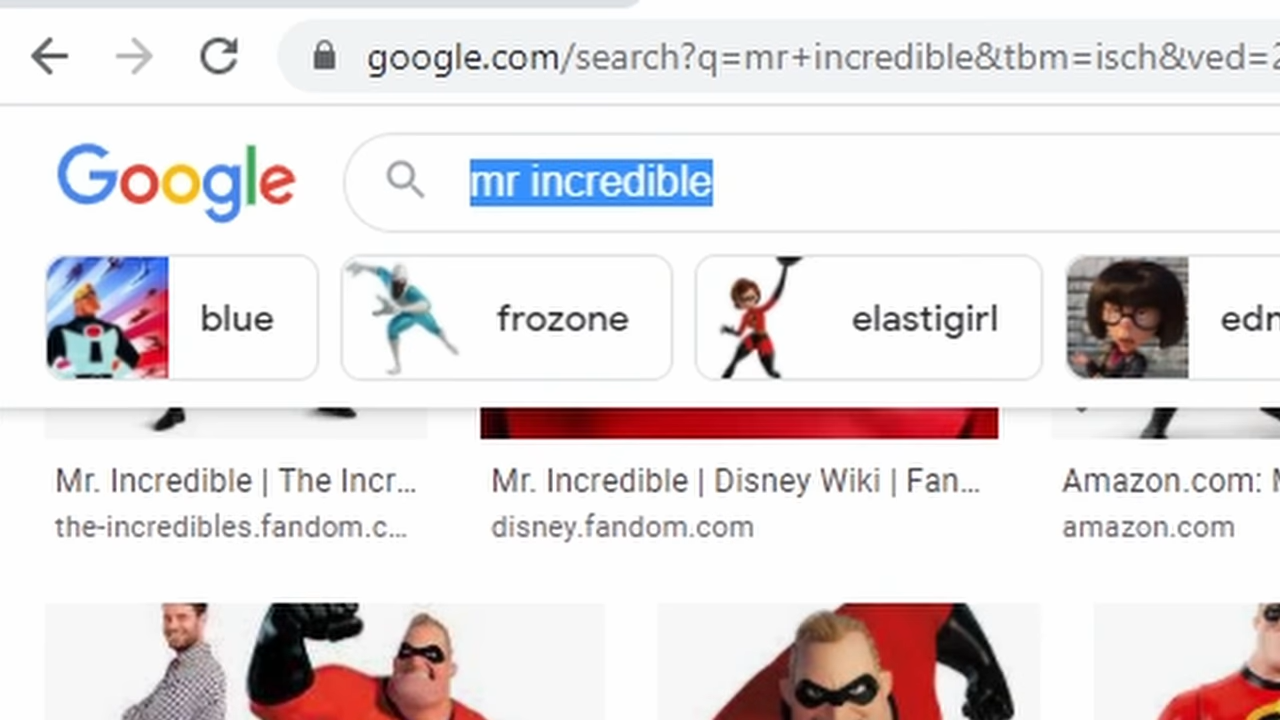 google.com/search?q=mr+incredible&tbm=isch&ved=2
Google
mr incredible
blue
frozone
elastigirl
edn
Mr. Incredible | The Incr...
Mr. Incredible | Disney Wiki | Fan...
Amazon.com: M
the-incredibles.fandom.c...
disney.fandom.com
amazon.com